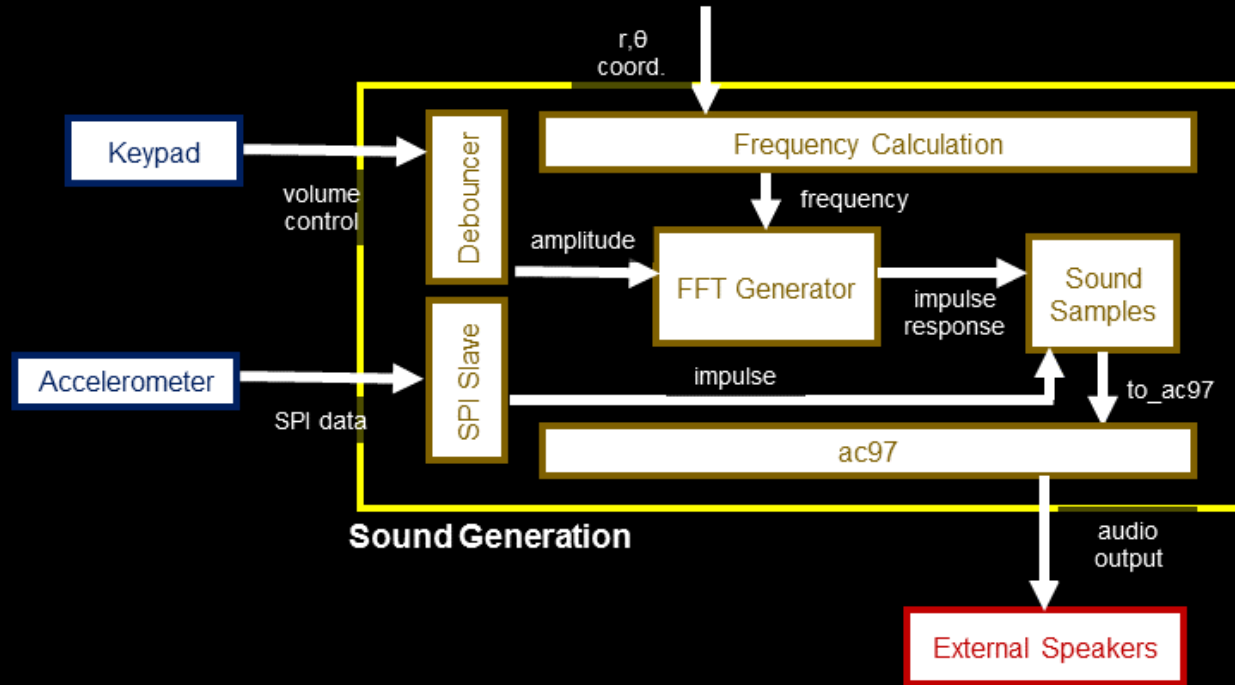 r,θ
coord.
Keypad
volume
control
Debouncer
Frequency Calculation
frequency
amplitude
FFT Generator
impulse
response
Sound
Samples
Accelerometer
SPI data
SPI Slave
impulse
to_ac97
ac97
Sound Generation
audio
output
External Speakers